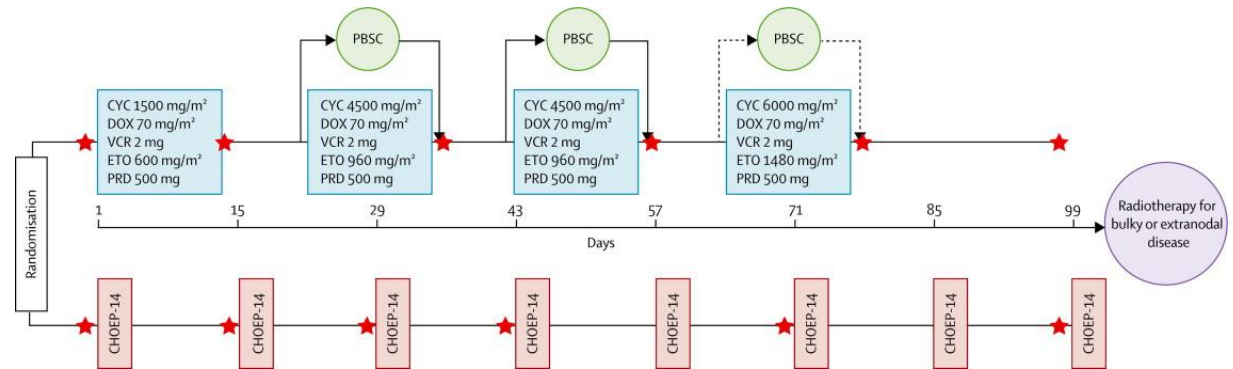 PBSC
PBSC
PBSC
CYC 1500 mg/m²
DOX 70 mg/m²
VCR 2 mg
ETO 600 mg/m²
PRD 500 mg
CYC 4500 mg/m²
DOX 70 mg/m²
VCR 2 mg
ETO 960 mg/m²
PRD 500 mg
CYC 4500 mg/m²
DOX 70 mg/m²
VCR 2 mg
ETO 960 mg/m²
PRD 500 mg
CYC 6000 mg/m²
DOX 70 mg/m²
VCR 2 mg
ETO 1480 mg/m²
PRD 500 mg
Randomisation
1
15
29
43
57
71
85
99
Days
Radiotherapy for
bulky or extranodal
disease
CHOEP-14
CHOEP-14
CHOEP-14
CHOEP-14
CHOEP-14
CHOEP-14
CHOEP-14
CHOEP-14